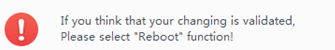 If you think that your changing is validated,
Please select "Reboot" function!